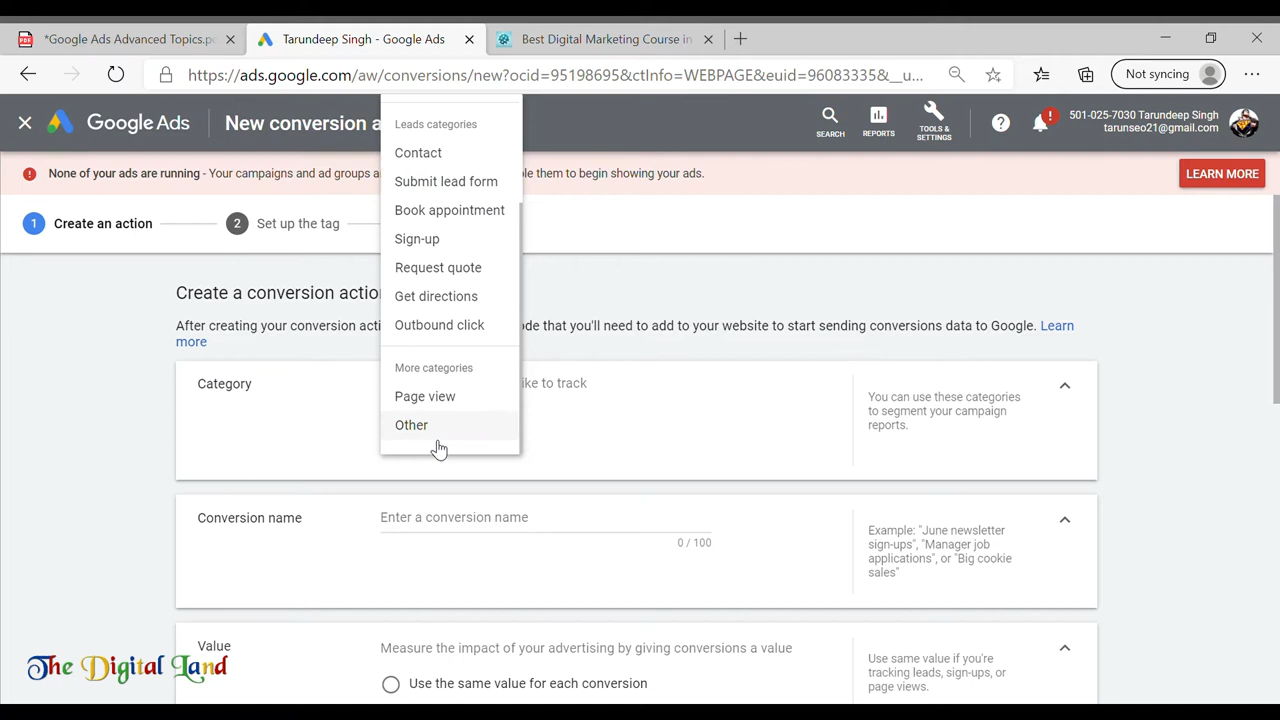 *Google Ads Advanced Topics.pd
Tarundeep Singh - Google Ads
Best Digital Marketing Course in
https://ads.google.com/aw/conversions/new?ocid=95198695&ctInfo=WEBPAGE&euid=96083335&__u...
Not syncing
Google Ads
New conversion a
SEARCH
REPORTS
TOOLS &
SETTINGS
501-025-7030 Tarundeep Singh
tarunseo21@gmail.com
None of your ads are running - Your campaigns and ad groups a
ble them to begin showing your ads.
LEARN MORE
1 Create an action
2 Set up the tag
Leads categories
Contact
Submit lead form
Book appointment
Sign-up
Request quote
Get directions
Outbound click
More categories
Page view
Other
Create a conversion actio
After creating your conversion acti
ode that you'll need to add to your website to start sending conversions data to Google. Learn
more
Category
ike to track
You can use these categories
to segment your campaign
reports.
Conversion name
Enter a conversion name
0 / 100
Example: "June newsletter
sign-ups", "Manager job
applications", or "Big cookie
sales"
Value
Measure the impact of your advertising by giving conversions a value
Use the same value for each conversion
Use same value if you're
tracking leads, sign-ups, or
page views.
The Digital Land